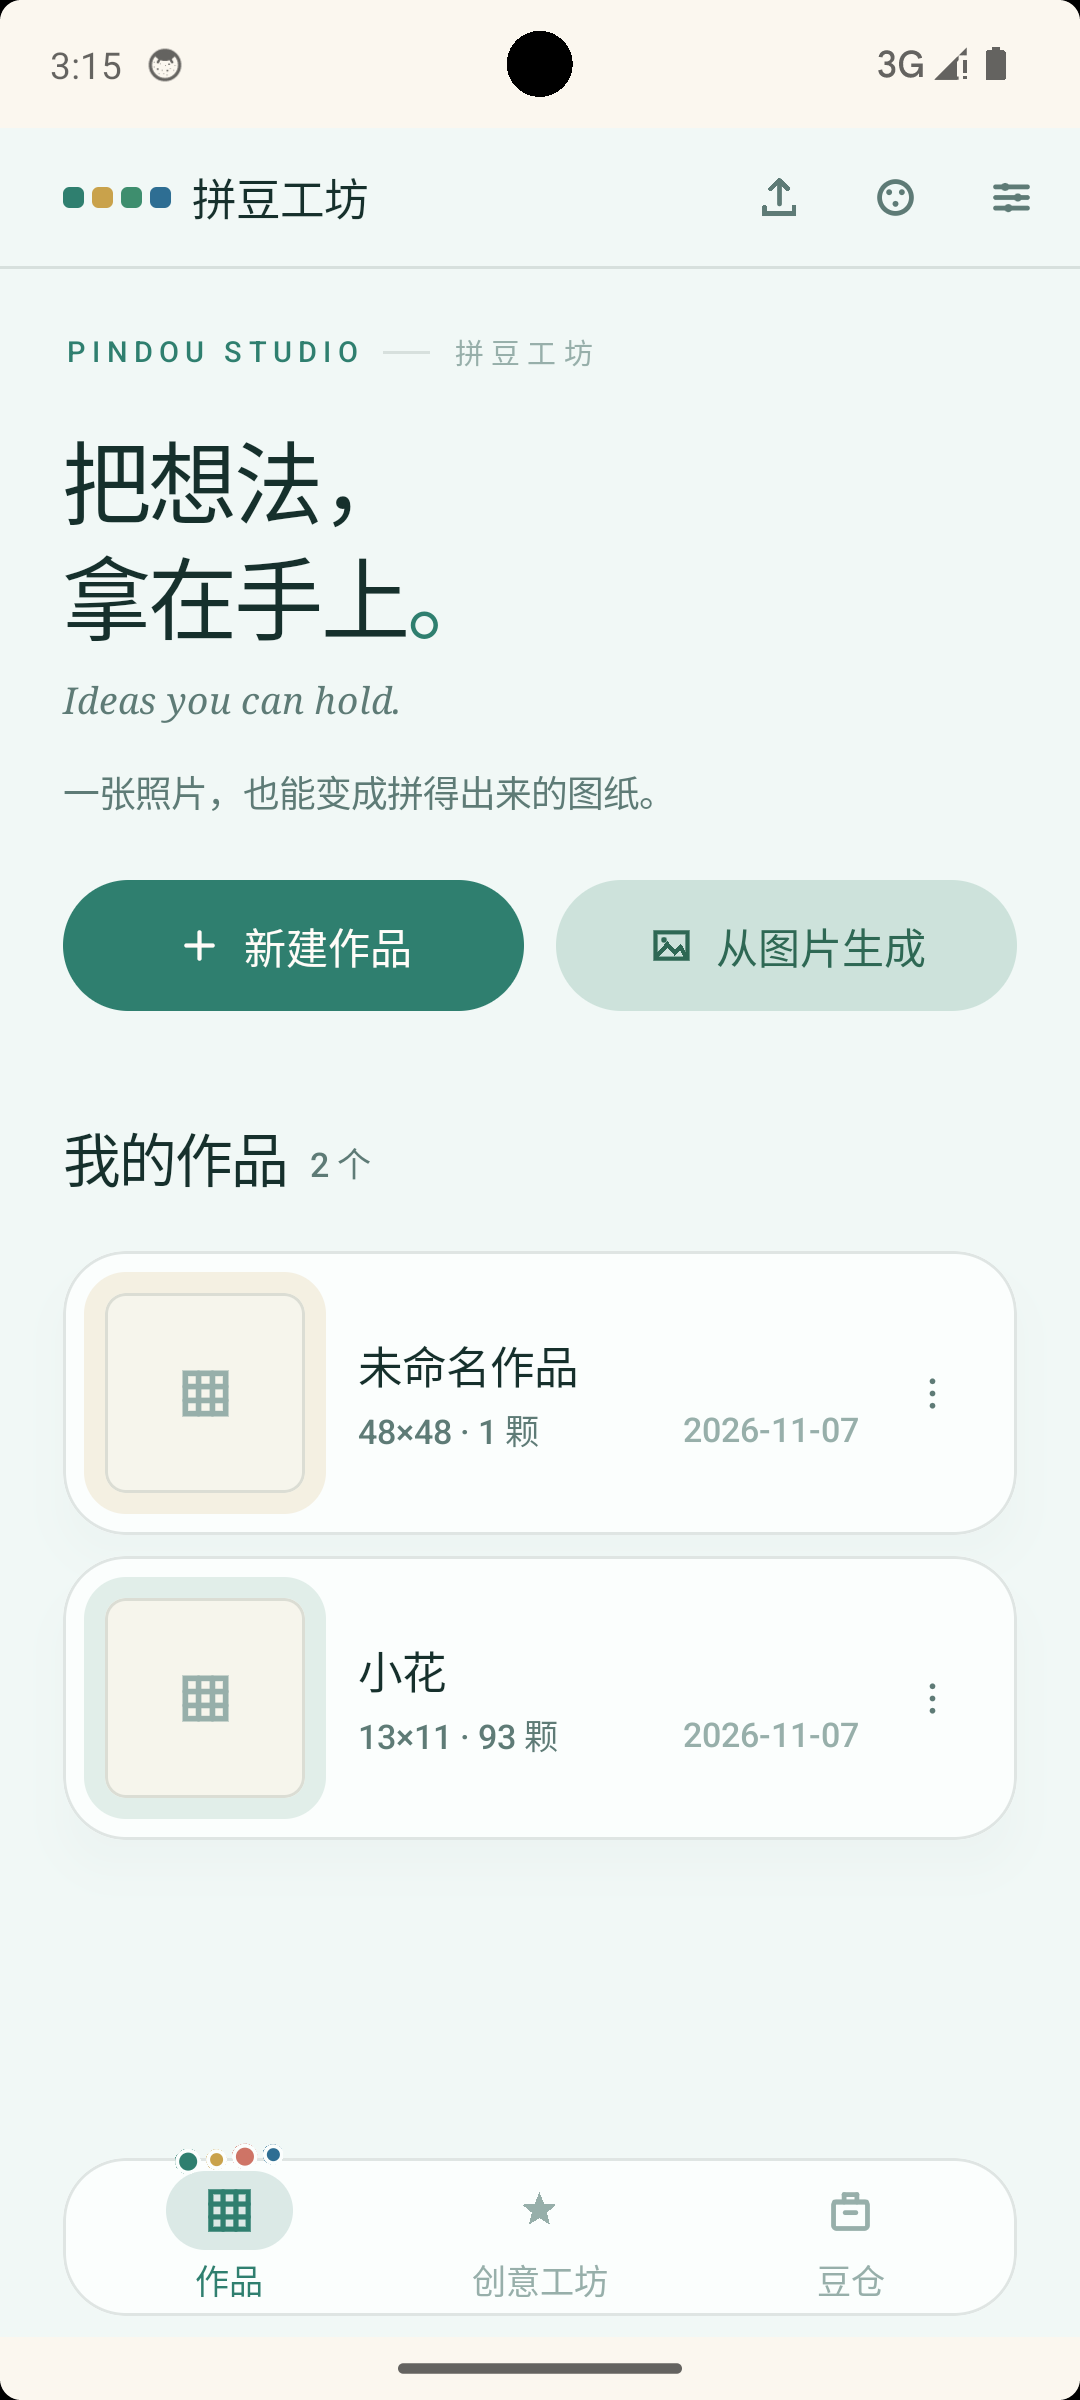 3:15
3G
拼豆工坊
PINDOU STUDIO — 拼豆工坊
把想法，
拿在手上。
Ideas you can hold.
一张照片，也能变成拼得出来的图纸。
新建作品
从图片生成
我的作品 2 个
未命名作品
48×48 · 1 颗 2026-11-07
小花
13×11 · 93 颗 2026-11-07
作品
创意工坊
豆仓